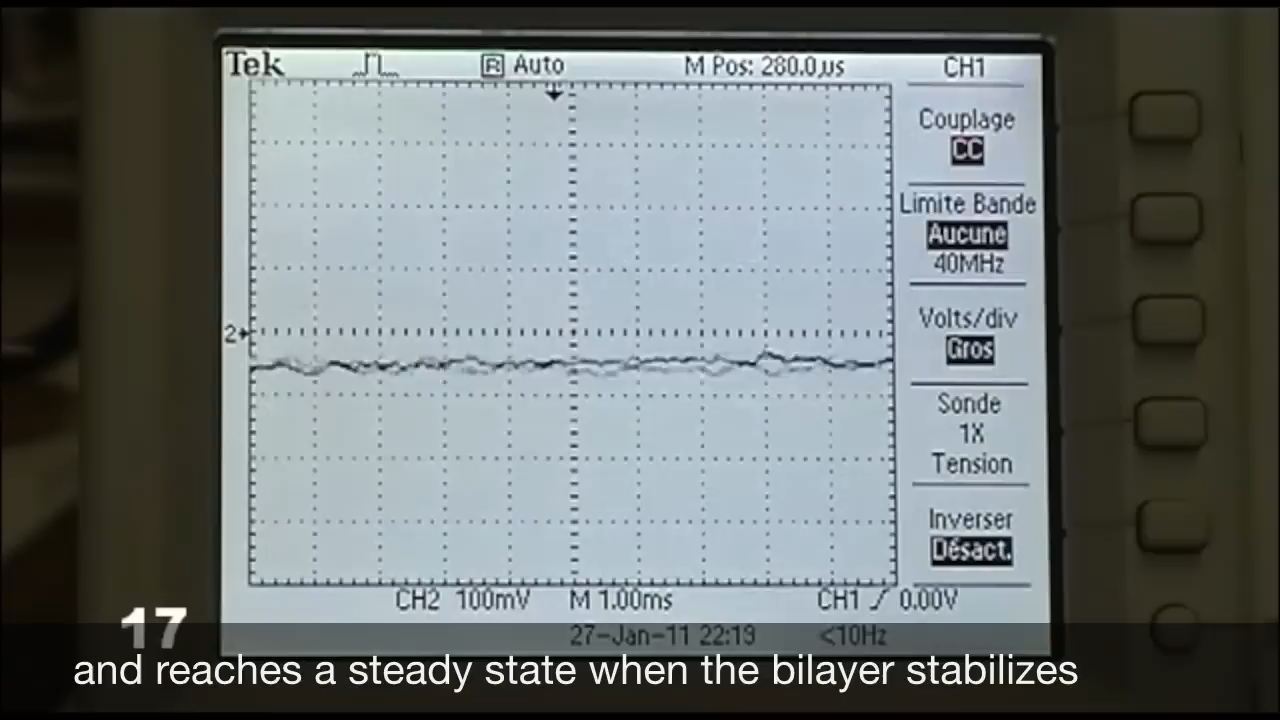 Tek R Auto M Pos: 280.0us CH1
Couplage
CC
Limite Bande
Aucune
40MHz
2
Volts/div
Gros
Sonde
1X
Tension
Inverser
Désact.
CH2 100mV M 1.00ms CH1 0.00V
27-Jan-11 22:19 <10Hz
17
and reaches a steady state when the bilayer stabilizes